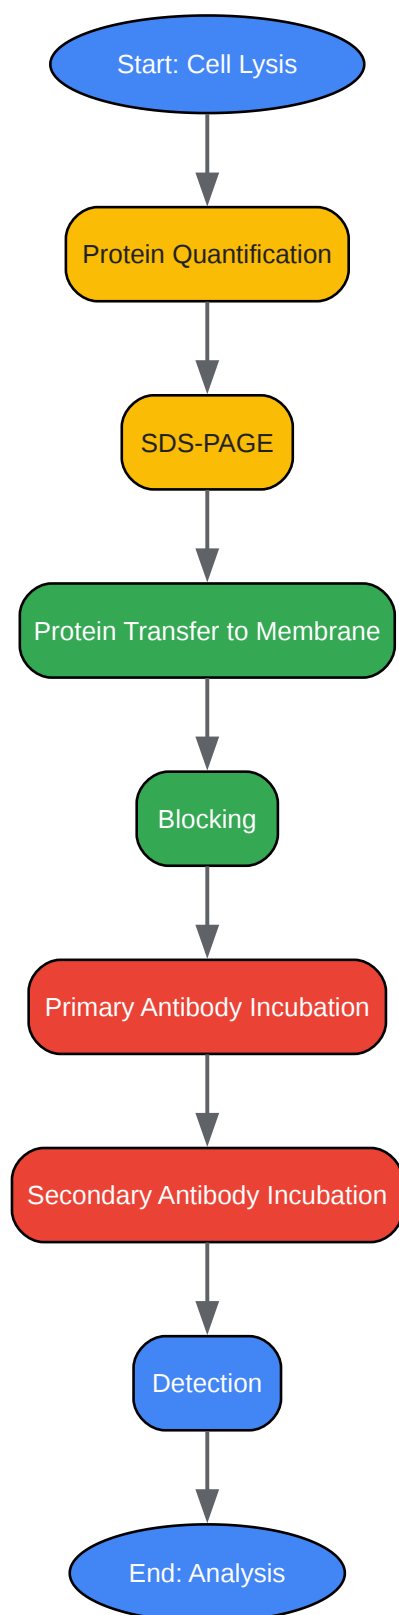 Start: Cell Lysis
Protein Quantification
SDS-PAGE
Protein Transfer to Membrane
Blocking
Primary Antibody Incubation
Secondary Antibody Incubation
Detection
End: Analysis